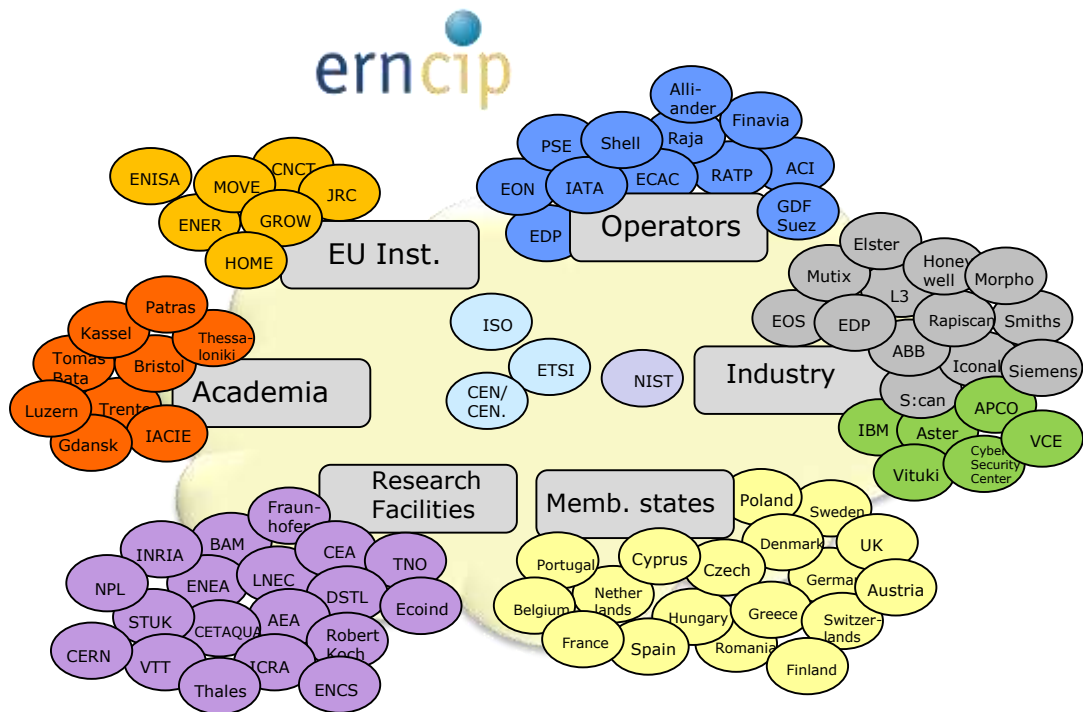 erncip
Alli-
ander
Finavia
PSE
Shell
Raja
ENISA
MOVE
CNCT
JRC
EON
IATA
ECAC
RATP
ACI
ENER
GROW
GDF
Suez
HOME
EU Inst.
EDP
Operators
Elster
Honey
well
Mutix
Morpho
L3
Patras
EOS
EDP
Rapiscan
Smiths
Kassel
Thessa-
loniki
ISO
ABB
Iconal
Tomas
Bata
Bristol
ETSI
NIST
Industry
Siemens
Academia
CEN/
CEN.
S:can
APCO
Luzern
Trento
IBM
Aster
VCE
Gdansk
IACIE
Cyber
Security
Center
Vituki
Research
Facilities
Memb. states
Poland
Sweden
Fraun-
hofer
BAM
CEA
Denmark
UK
INRIA
TNO
Portugal
Cyprus
Czech
NPL
ENEA
LNEC
DSTL
Nether
lands
Austria
Ecoind
Belgium
Hungary
Greece
Switzer-
lands
STUK
CETAQUA
AEA
Robert
Koch
France
Spain
Romania
CERN
VTT
ICRA
Finland
Thales
ENCS